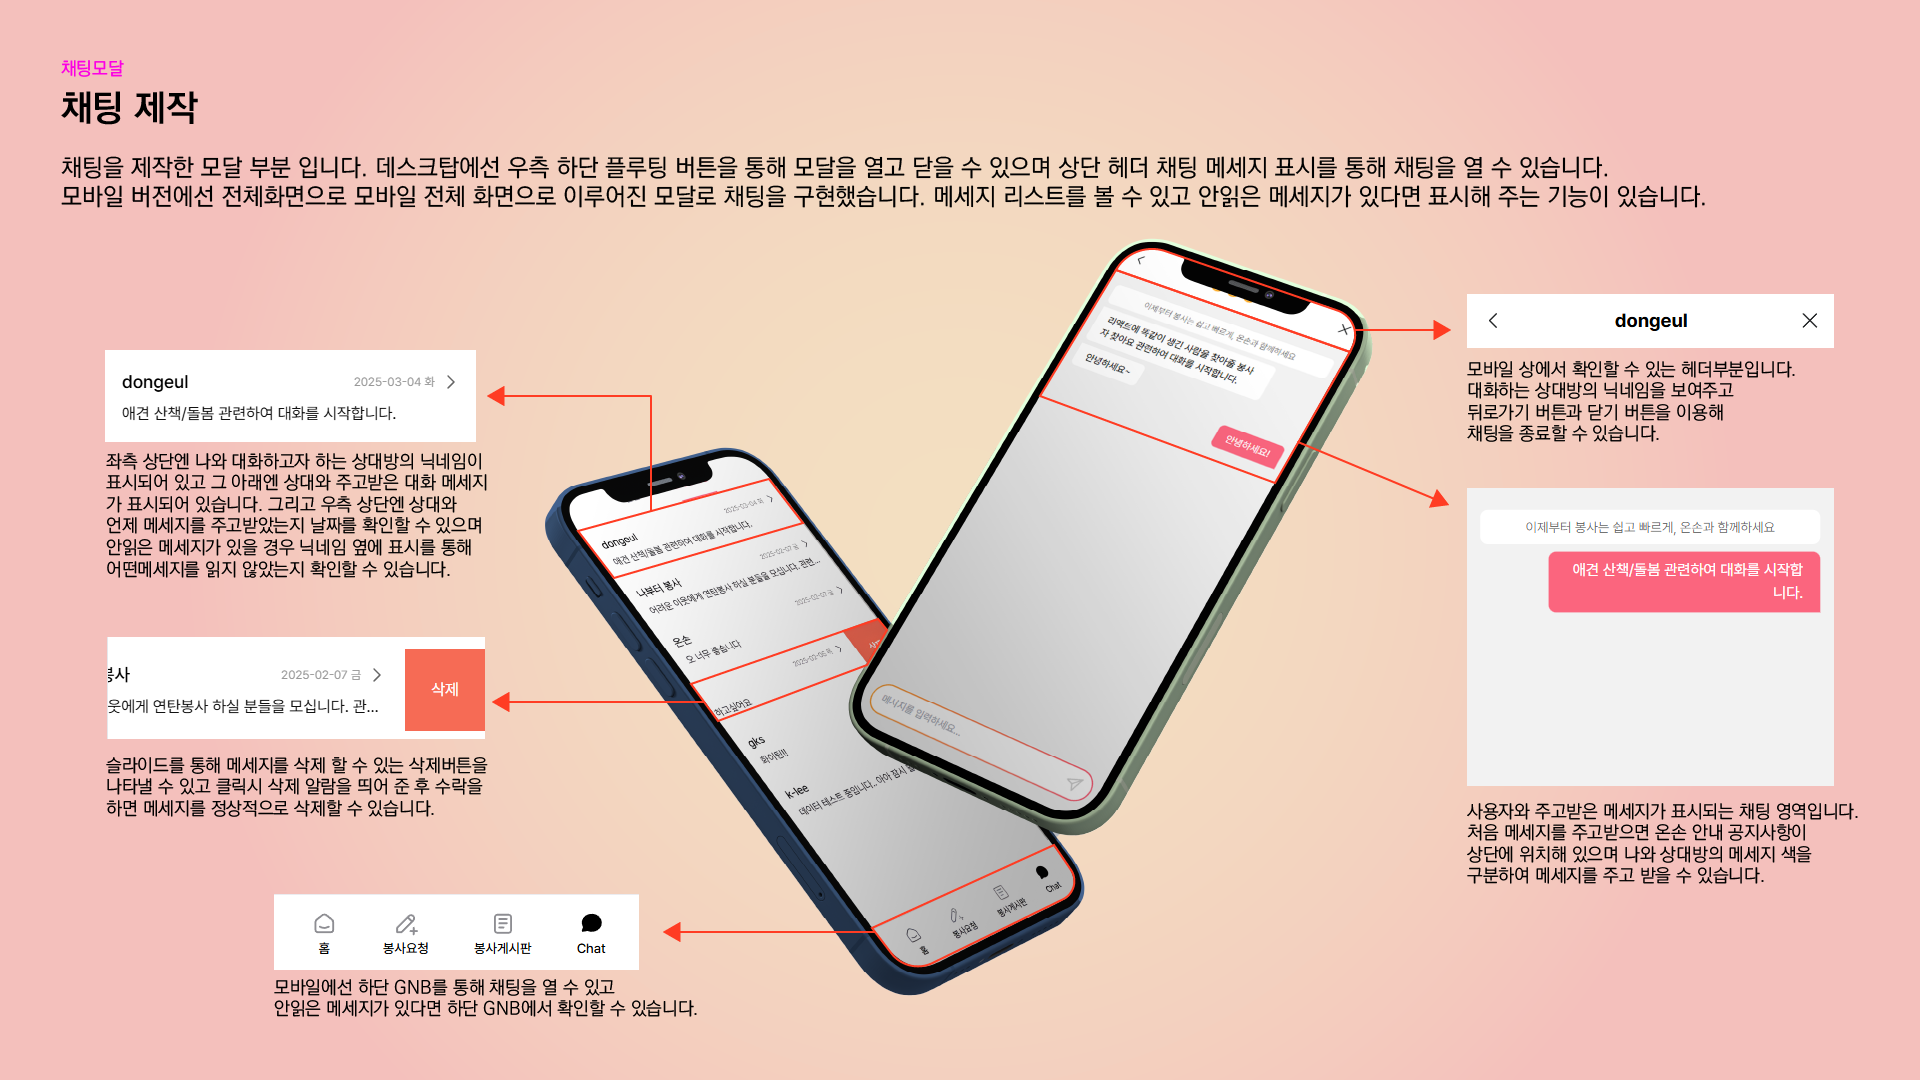 채팅모달
채팅 제작
채팅을 제작한 모달 부분 입니다. 데스크탑에선 우측 하단 플루팅 버튼을 통해 모달을 열고 닫을 수 있으며 상단 헤더 채팅 메세지 표시를 통해 채팅을 열 수 있습니다.
모바일 버전에선 전체화면으로 모바일 전체 화면으로 이루어진 모달로 채팅을 구현했습니다. 메세지 리스트를 볼 수 있고 안읽은 메세지가 있다면 표시해 주는 기능이 있습니다.
dongeul
2025-03-04 화
애견 산책/돌봄 관련하여 대화를 시작합니다.
좌측 상단엔 나와 대화하고자 하는 상대방의 닉네임이
표시되어 있고 그 아래엔 상대와 주고받은 대화 메세지
가 표시되어 있습니다. 그리고 우측 상단엔 상대와
언제 메세지를 주고받았는지 날짜를 확인할 수 있으며
안읽은 메세지가 있을 경우 닉네임 옆에 표시를 통해
어떤메세지를 읽지 않았는지 확인할 수 있습니다.
봉사
2025-02-07 금
웃에게 연탄봉사 하실 분들을 모십니다. 관...
삭제
슬라이드를 통해 메세지를 삭제 할 수 있는 삭제버튼을
나타낼 수 있고 클릭시 삭제 알람을 띄어 준 후 수락을
하면 메세지를 정상적으로 삭제할 수 있습니다.
홈
봉사요청
봉사게시판
Chat
모바일에선 하단 GNB를 통해 채팅을 열 수 있고
안읽은 메세지가 있다면 하단 GNB에서 확인할 수 있습니다.
2025-03-04 화
dongeul
애견 산책/돌봄 관련하여 대화를 시작합니다.
2025-02-07 금
나부터 봉사
어려운 이웃에게 연탄봉사 하실 분들을 모십니다. 관련...
2025-02-07 금
온손
오 너무 좋습니다
하고싶어요
gks
화이팅!!
k-lee
데이터 테스트 중입니다.. 아아 잠시
홈
봉사요청
봉사게시판
Chat
이제부터 봉사는 쉽고 빠르게, 온손과 함께하세요
리액트에 똑같이 생긴 사람을 찾아줄 봉사
자 찾아요 관련하여 대화를 시작합니다.
안녕하세요~
안녕하세요!
메시지를 입력하세요...
dongeul
모바일 상에서 확인할 수 있는 헤더부분입니다.
대화하는 상대방의 닉네임을 보여주고
뒤로가기 버튼과 닫기 버튼을 이용해
채팅을 종료할 수 있습니다.
이제부터 봉사는 쉽고 빠르게, 온손과 함께하세요
애견 산책/돌봄 관련하여 대화를 시작합
니다.
사용자와 주고받은 메세지가 표시되는 채팅 영역입니다.
처음 메세지를 주고받으면 온손 안내 공지사항이
상단에 위치해 있으며 나와 상대방의 메세지 색을
구분하여 메세지를 주고 받을 수 있습니다.